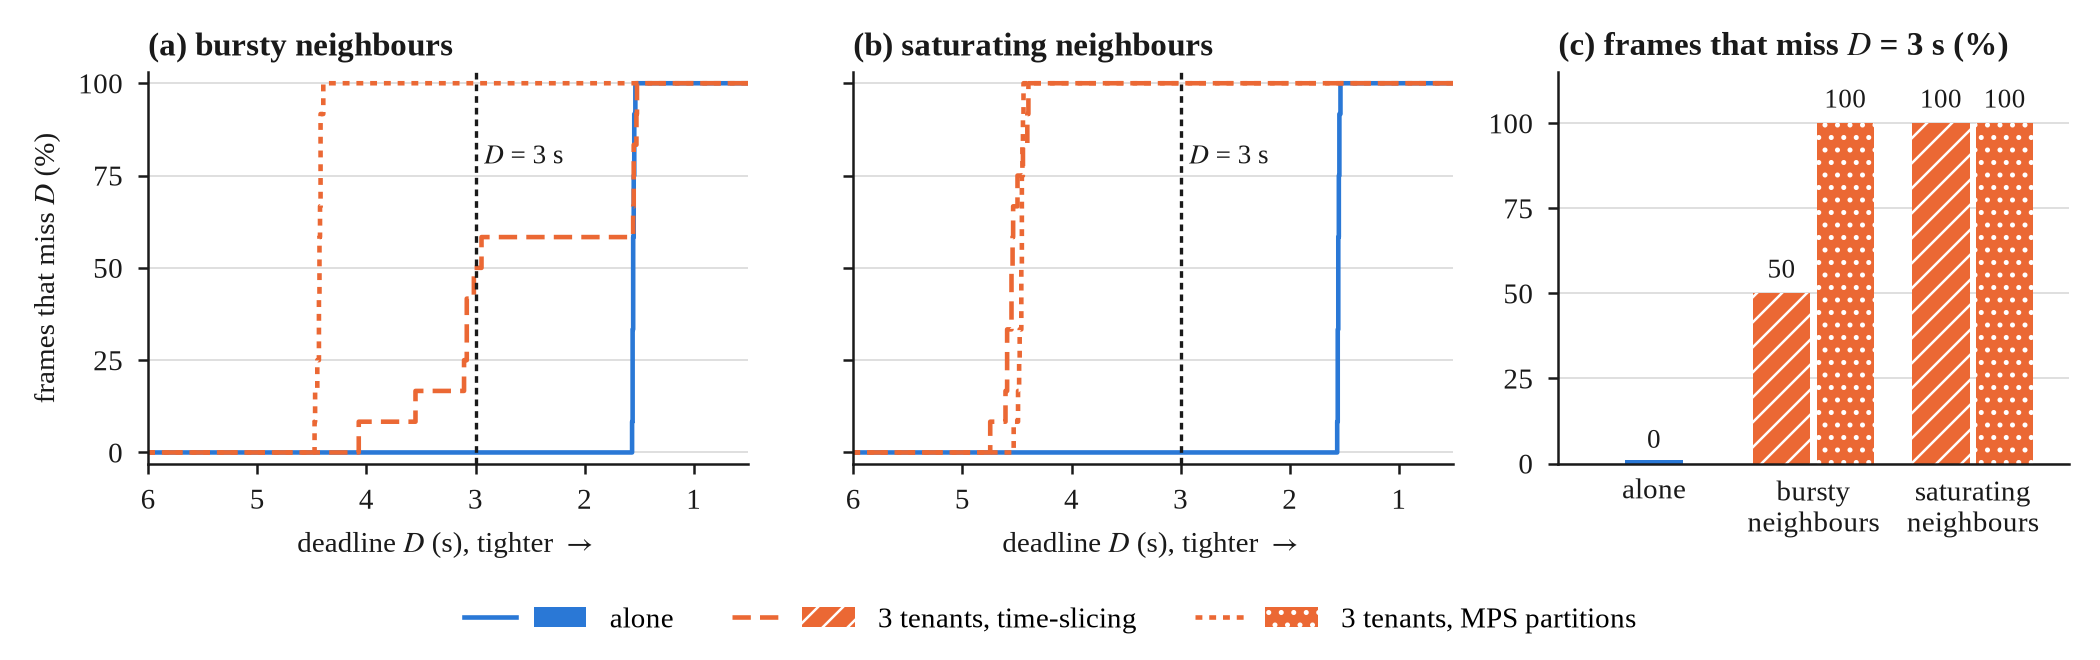 (a) bursty neighbours
frames that miss D (%)
100
75
50
25
0
D = 3 s
6 5 4 3 2 1
deadline D (s), tighter →
(b) saturating neighbours
D = 3 s
6 5 4 3 2 1
deadline D (s), tighter →
(c) frames that miss D = 3 s (%)
100
75
50
25
0
0
50
100
100
100
alone
bursty
neighbours
saturating
neighbours
alone
3 tenants, time-slicing
3 tenants, MPS partitions